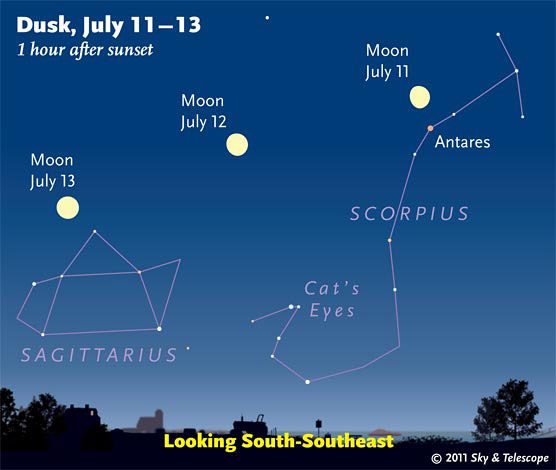 Dusk, July 11–13
1 hour after sunset
Moon
July 11
Moon
July 12
Antares
Moon
July 13
SCORPIUS
Cat's
Eyes
SAGITTARIUS
Looking South-Southeast
© 2011 Sky & Telescope